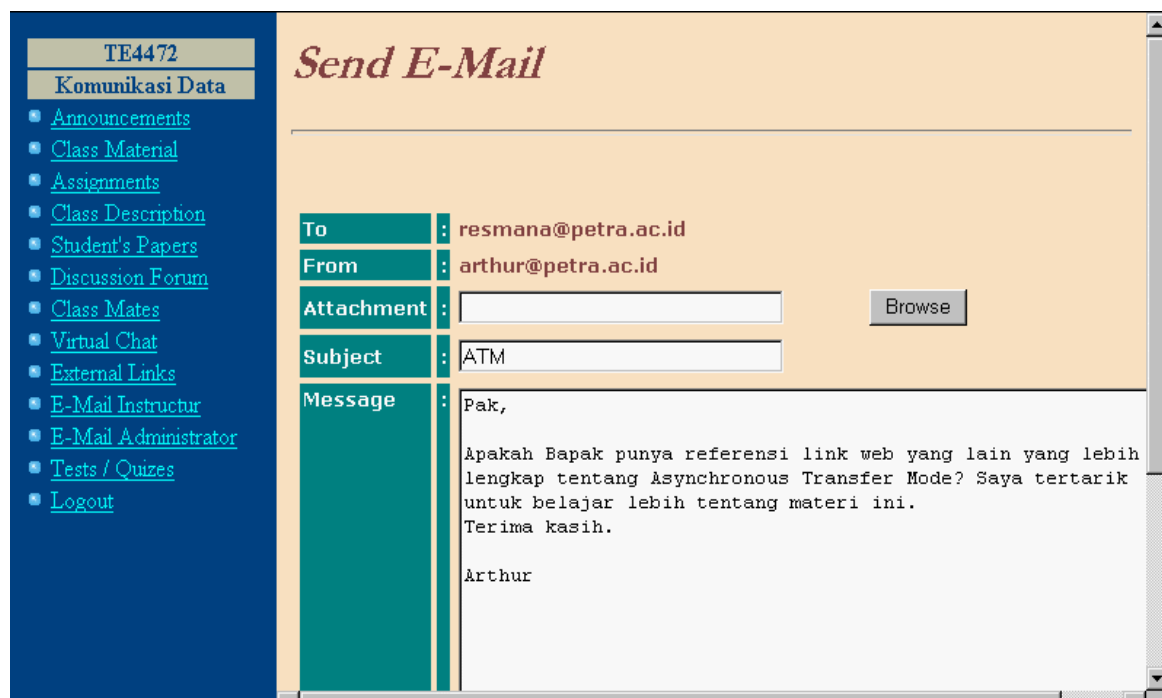 TE4472
Komunikasi Data
Announcements
Class Material
Assignments
Class Description
Student's Papers
Discussion Forum
Class Mates
Virtual Chat
External Links
E-Mail Instructur
E-Mail Administrator
Tests / Quizes
Logout
Send E-Mail
To : resmana@petra.ac.id
From : arthur@petra.ac.id
Attachment : Browse
Subject : ATM
Message : Pak,
Apakah Bapak punya referensi link web yang lain yang lebih
lengkap tentang Asynchronous Transfer Mode? Saya tertarik
untuk belajar lebih tentang materi ini.
Terima kasih.
Arthur